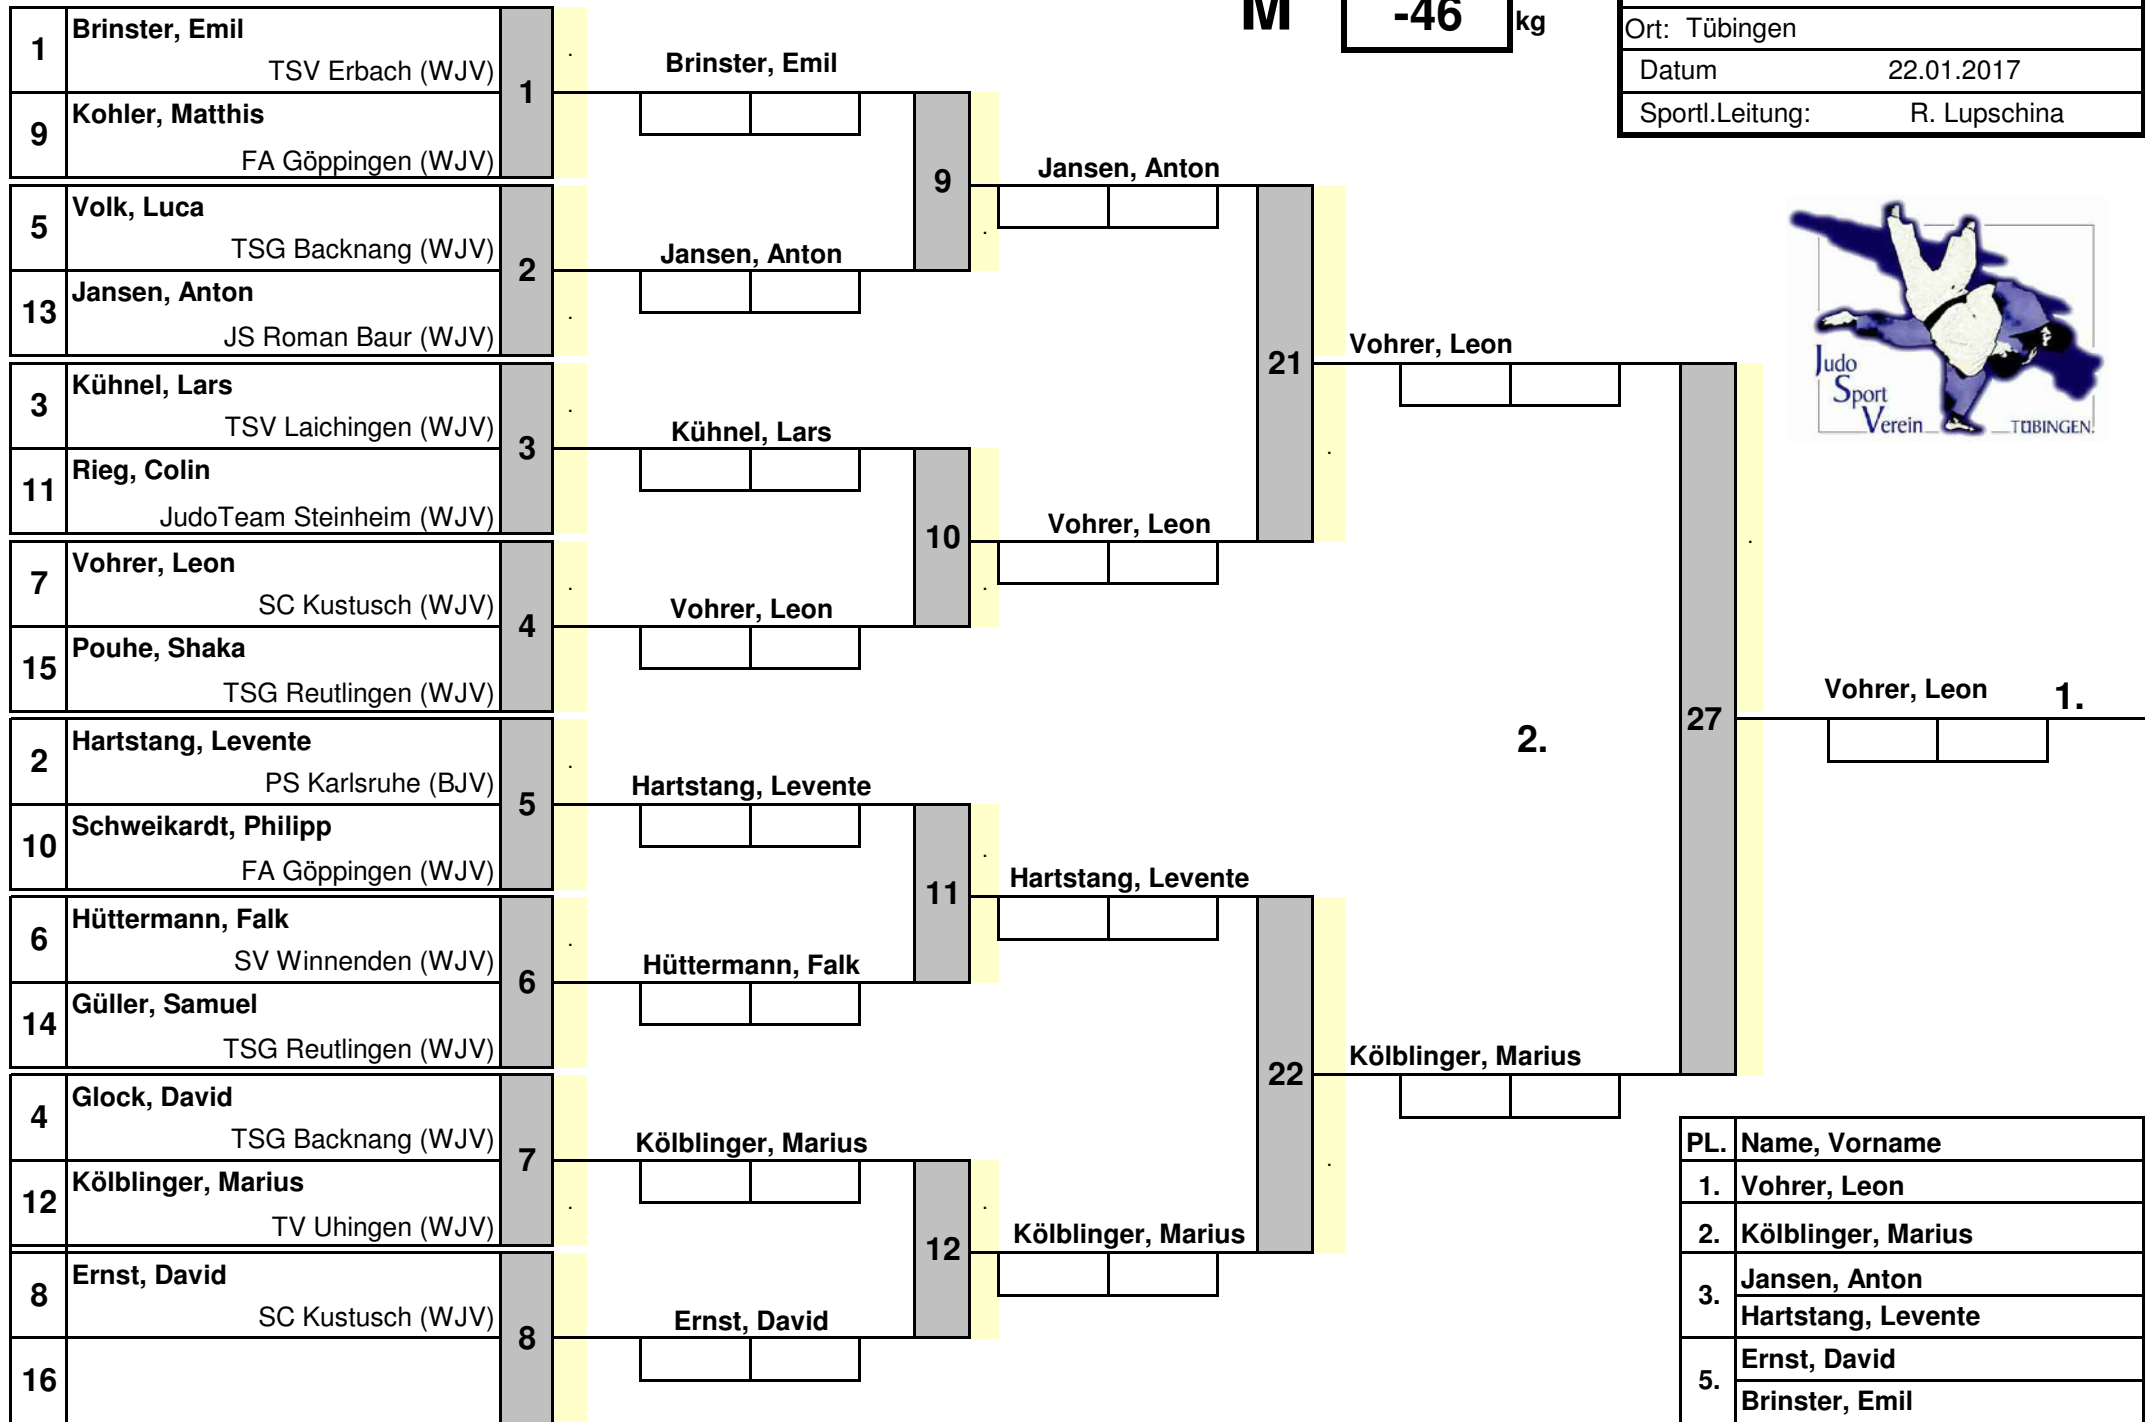 M -46 kg
Ort: Tübingen
Datum 22.01.2017
Sportl.Leitung: R. Lupschina
1 Brinster, Emil
TSV Erbach (WJV)
9 Kohler, Matthis
FA Göppingen (WJV)
1
5 Volk, Luca
TSG Backnang (WJV)
13 Jansen, Anton
JS Roman Baur (WJV)
2
3 Kühnel, Lars
TSV Laichingen (WJV)
11 Rieg, Colin
JudoTeam Steinheim (WJV)
3
7 Vohrer, Leon
SC Kustusch (WJV)
15 Pouhe, Shaka
TSG Reutlingen (WJV)
4
2 Hartstang, Levente
PS Karlsruhe (BJV)
10 Schweikardt, Philipp
FA Göppingen (WJV)
5
6 Hüttermann, Falk
SV Winnenden (WJV)
14 Güller, Samuel
TSG Reutlingen (WJV)
6
4 Glock, David
TSG Backnang (WJV)
12 Kölblinger, Marius
TV Uhingen (WJV)
7
8 Ernst, David
SC Kustusch (WJV)
16
8
Brinster, Emil
Jansen, Anton
9
Kühnel, Lars
Vohrer, Leon
10
Hartstang, Levente
Hüttermann, Falk
11
Kölblinger, Marius
Ernst, David
12
Jansen, Anton
Vohrer, Leon
21
Hartstang, Levente
Kölblinger, Marius
22
Vohrer, Leon
2.
Kölblinger, Marius
27
Vohrer, Leon 1.
Judo
Sport
Verein TÜBINGEN
PL. Name, Vorname
1. Vohrer, Leon
2. Kölblinger, Marius
3. Jansen, Anton
Hartstang, Levente
5. Ernst, David
Brinster, Emil